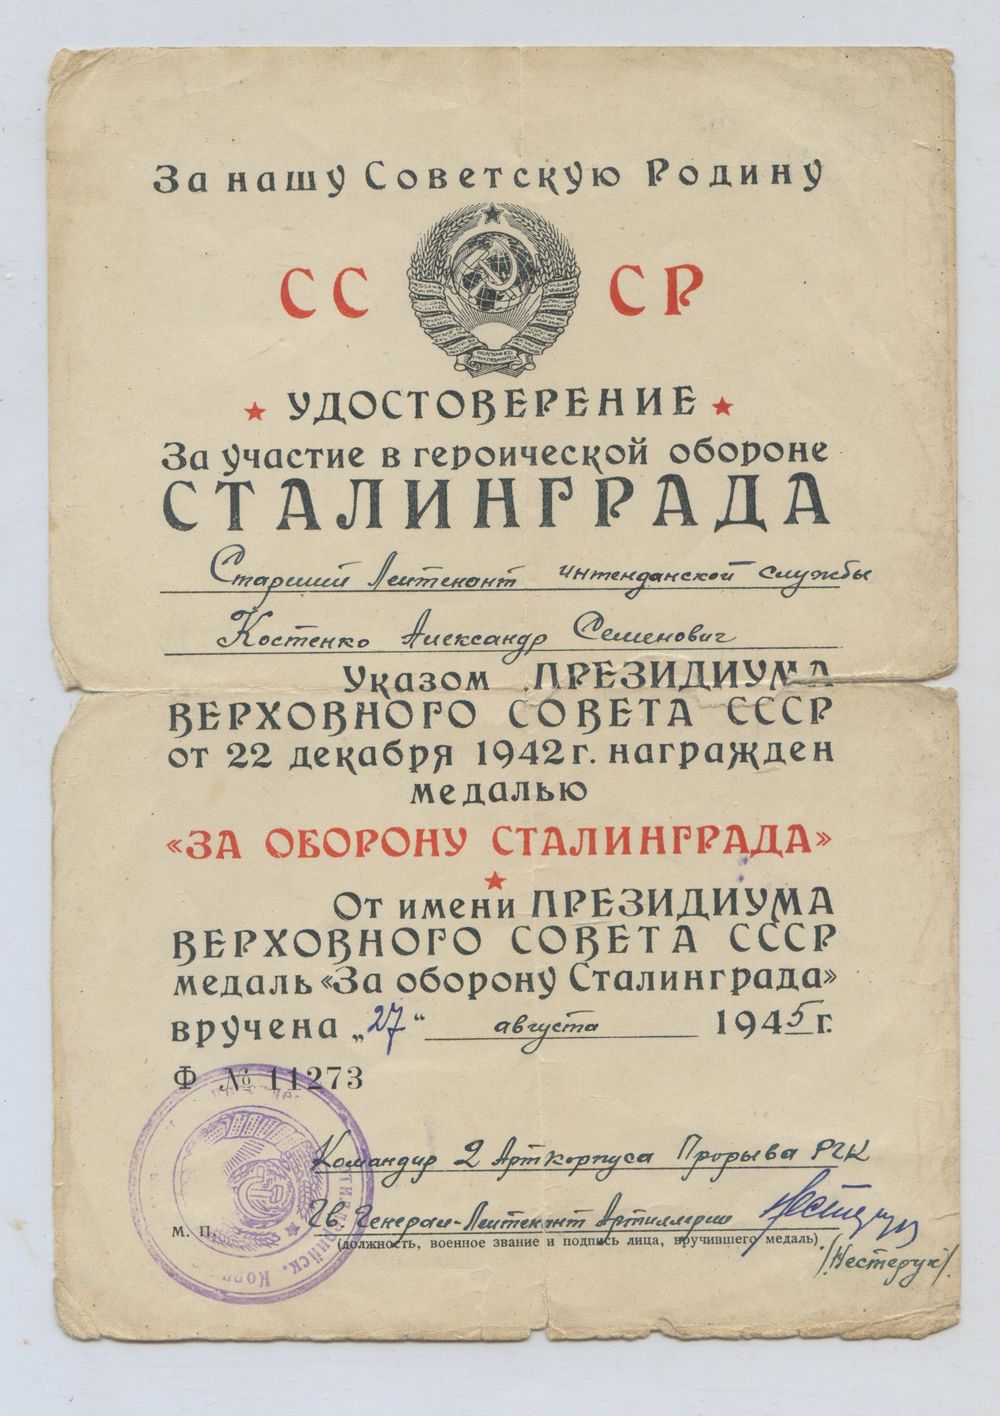 За нашу Советскую Родину
СС СР
УДОСТОВЕРЕНИЕ
За участие в героической обороне
СТАЛИНГРАДА
Старший Лейтенант интенданской службы
Костенко Александр Семенович
Указом ПРЕЗИДИУМА
ВЕРХОВНОГО СОВЕТА СССР
от 22 декабря 1942 г. награжден
медалью
«ЗА ОБОРОНУ СТАЛИНГРАДА»
От имени ПРЕЗИДИУМА
ВЕРХОВНОГО СОВЕТА СССР
медаль «За оборону Сталинграда»
вручена „27“ августа 1945 г.
Ф № 11273
Командир 2 Арткорпуса Прорыва РГК
М. П.
Гв. Генерал-Лейтенант Артиллерии Нестерук
(должность, военное звание и подпись лица, вручившего медаль)
/Нестерук/